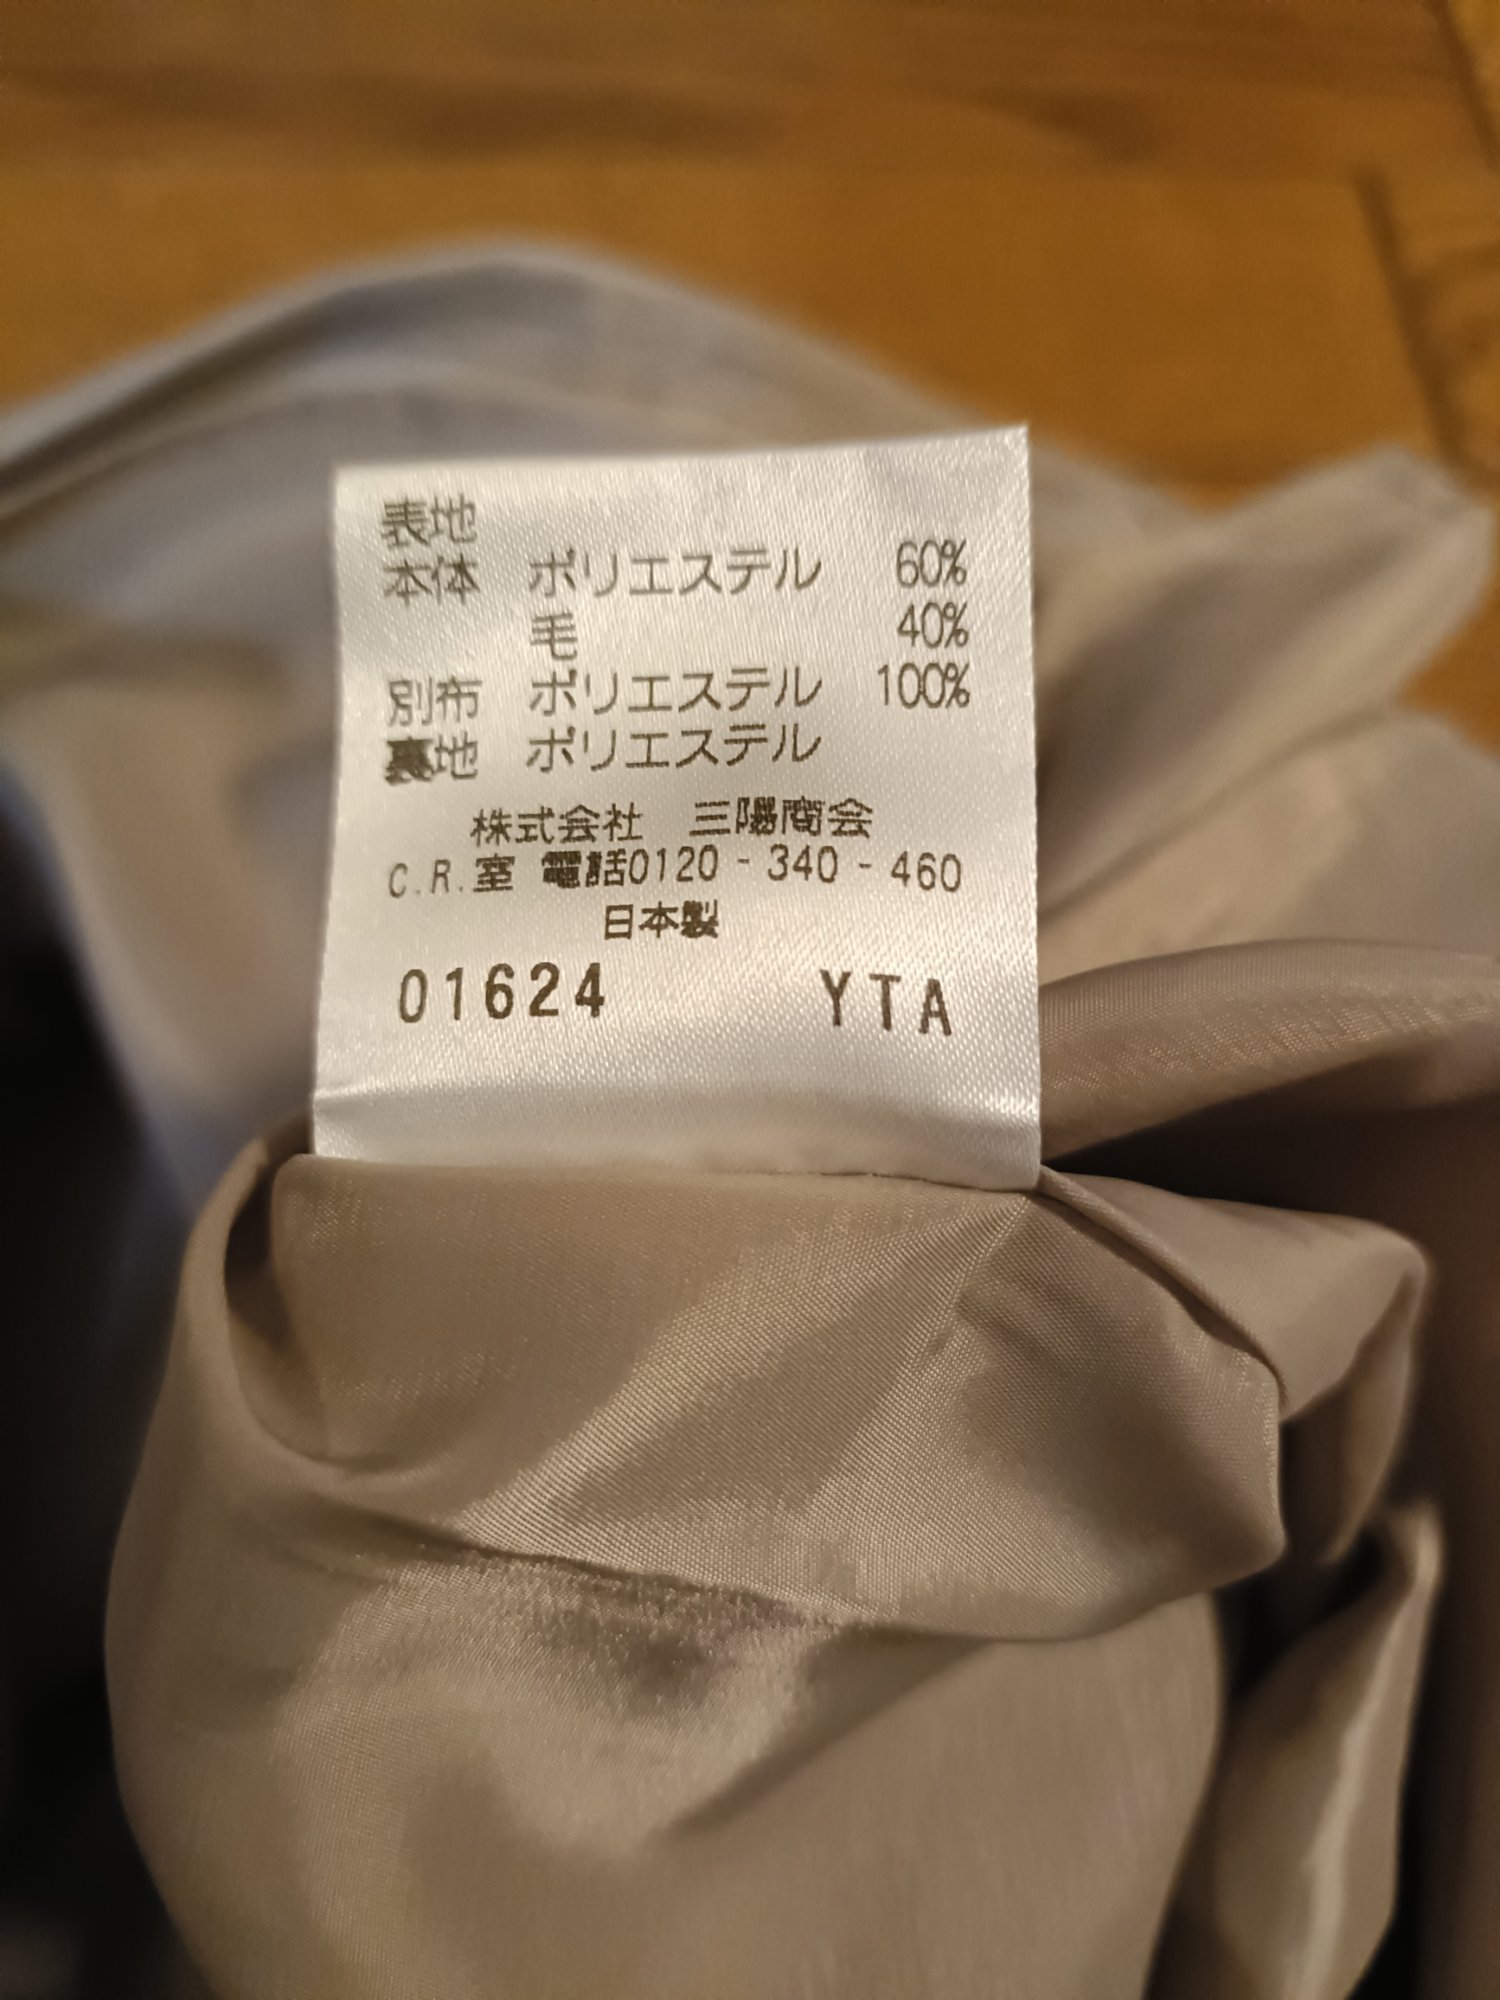 表地
本体 ポリエステル 60%
毛 40%
別布 ポリエステル 100%
裏地 ポリエステル
株式会社 三陽商会
C.R.室 電話0120-340-460
日本製
01624 YTA